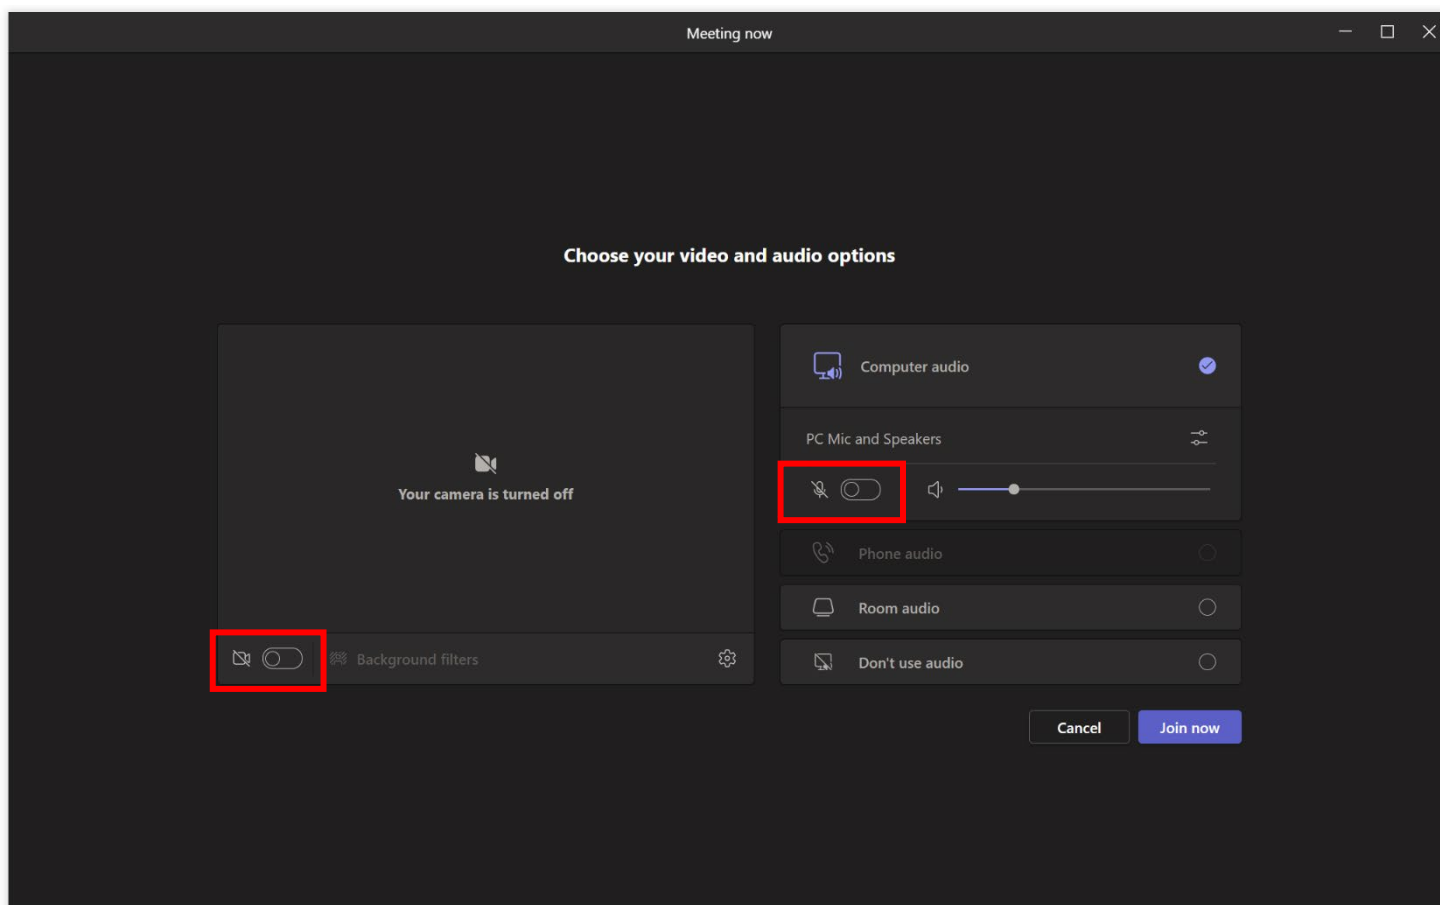 Meeting now
Choose your video and audio options
Your camera is turned off
Background filters
Computer audio
PC Mic and Speakers
Phone audio
Room audio
Don't use audio
Cancel
Join now